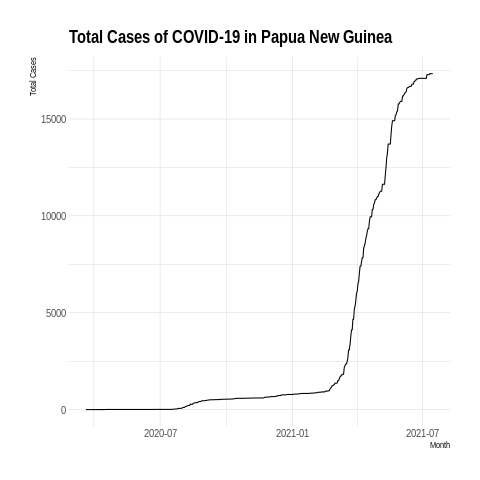 Total Cases of COVID-19 in Papua New Guinea
Total Cases
15000
10000
5000
0
2020-07 2021-01 2021-07
Month